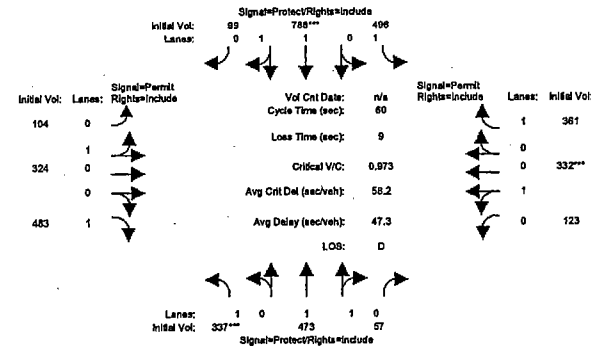 Signal=Protect/Rights=Include
Initial Vol: 99 788*** 496
Lanes: 0 1 1 0 1
Signal=Permit
Initial Vol: Lanes: Rights=Include
Signal=Permit
Rights=Include Lanes: Initial Vol:
Vol Cnt Date: n/a
Cycle Time (sec): 60
104 0
1 361
Loss Time (sec): 9
1
0
324 0
Critical V/C: 0.973
0 332***
0
Avg Crit Del (sec/veh): 58.2
1
483 1
Avg Delay (sec/veh): 47.3
0 123
LOS: D
Lanes: 1 0 1 1 0
Initial Vol: 337*** 473 57
Signal=Protect/Rights=Include